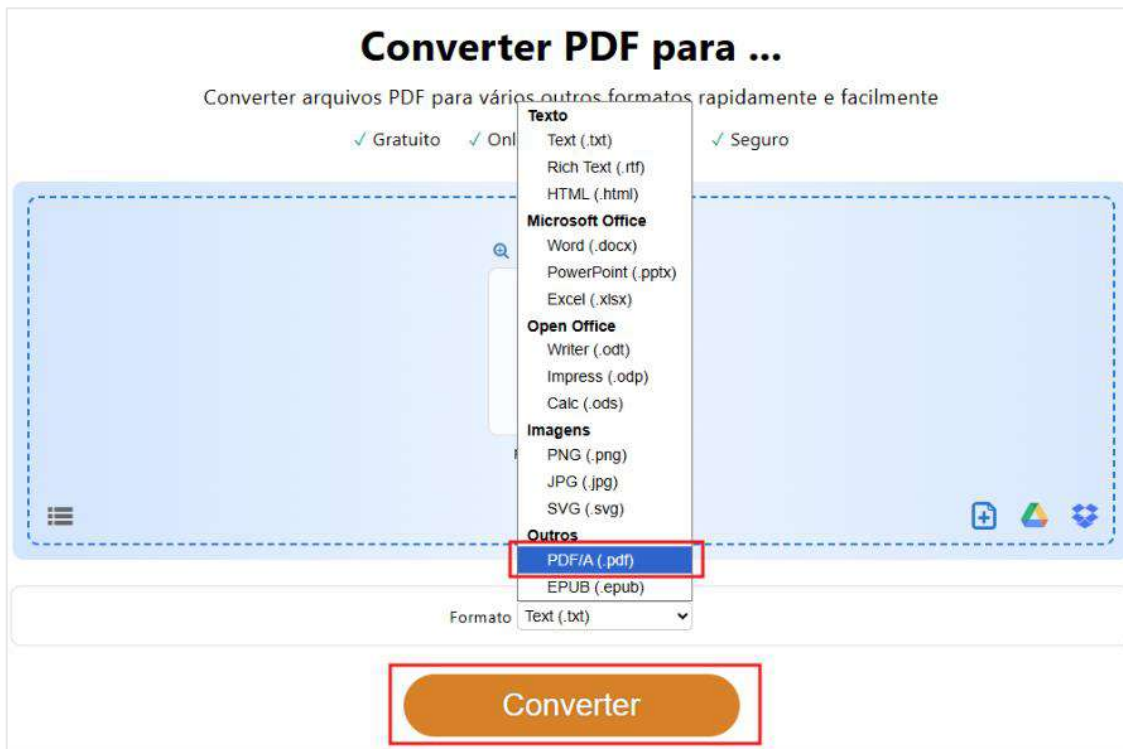 Converter PDF para ...
Converter arquivos PDF para vários outros formatos rapidamente e facilmente
✓ Gratuito ✓ Onl ✓ Seguro
Texto
Text (.txt)
Rich Text (.rtf)
HTML (.html)
Microsoft Office
Word (.docx)
PowerPoint (.pptx)
Excel (.xlsx)
Open Office
Writer (.odt)
Impress (.odp)
Calc (.ods)
Imagens
PNG (.png)
JPG (.jpg)
SVG (.svg)
Outros
PDF/A (.pdf)
EPUB (.epub)
Formato Text (.txt)
Converter